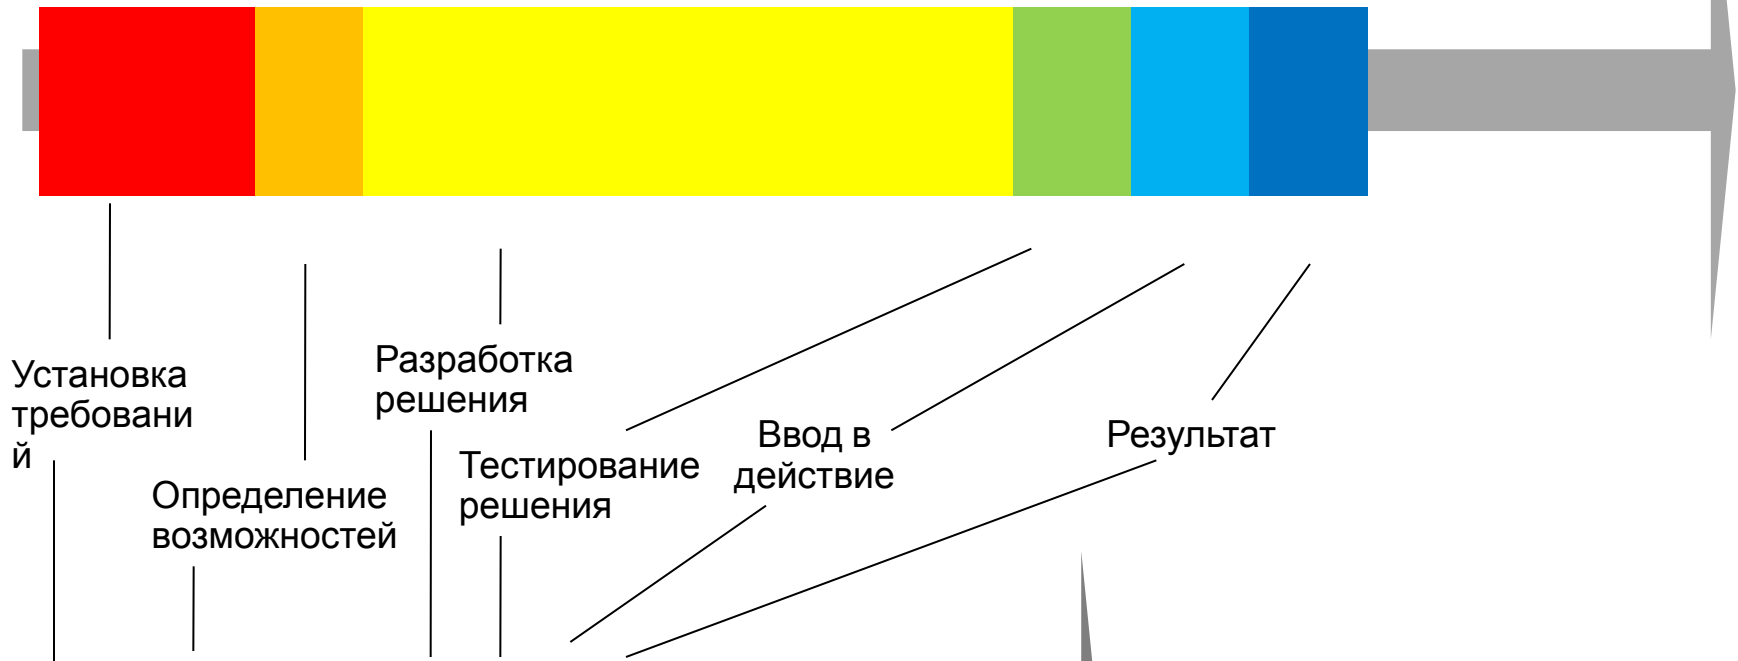 Установка
требовани
й
Определение
возможностей
Разработка
решения
Тестирование
решения
Ввод в
действие
Результат